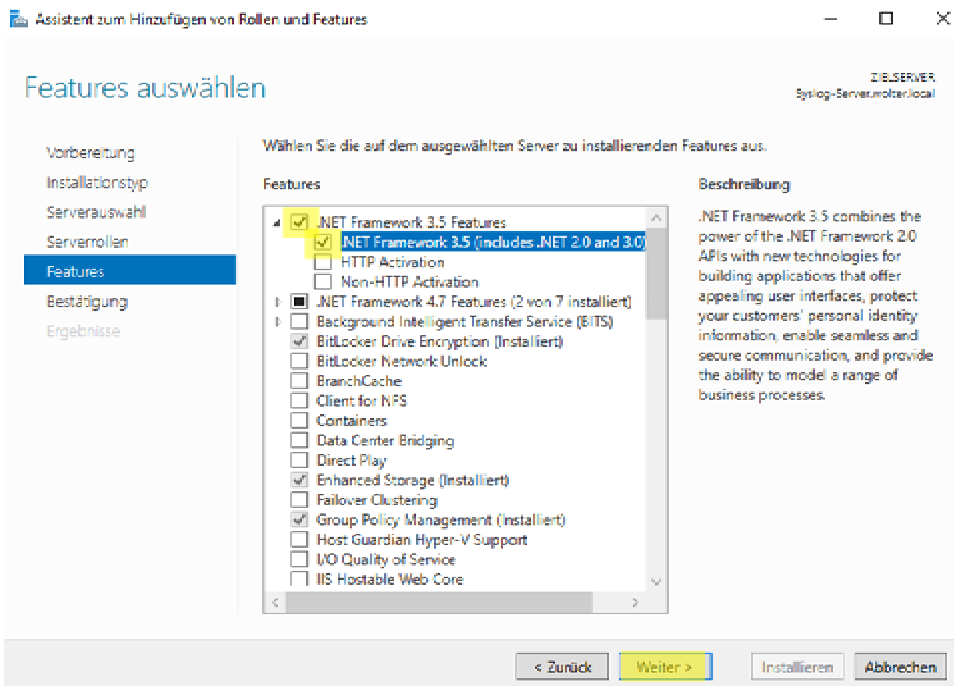 Assistent zum Hinzufügen von Rollen und Features
Features auswählen
ZIELSERVER
Syslog-Server.wolter.local
Vorbereitung
Installationstyp
Serverauswahl
Serverrollen
Features
Bestätigung
Ergebnisse
Wählen Sie die auf dem ausgewählten Server zu installierenden Features aus.
Features
.NET Framework 3.5 Features
.NET Framework 3.5 (includes .NET 2.0 and 3.0)
HTTP Activation
Non-HTTP Activation
.NET Framework 4.7 Features (2 von 7 installiert)
Background Intelligent Transfer Service (BITS)
BitLocker Drive Encryption (Installiert)
BitLocker Network Unlock
BranchCache
Client for NFS
Containers
Data Center Bridging
Direct Play
Enhanced Storage (Installiert)
Failover Clustering
Group Policy Management (Installiert)
Host Guardian Hyper-V Support
I/O Quality of Service
IIS Hostable Web Core
Beschreibung
.NET Framework 3.5 combines the
power of the .NET Framework 2.0
APIs with new technologies for
building applications that offer
appealing user interfaces, protect
your customers' personal identity
information, enable seamless and
secure communication, and provide
the ability to model a range of
business processes.
< Zurück
Weiter >
Installieren
Abbrechen